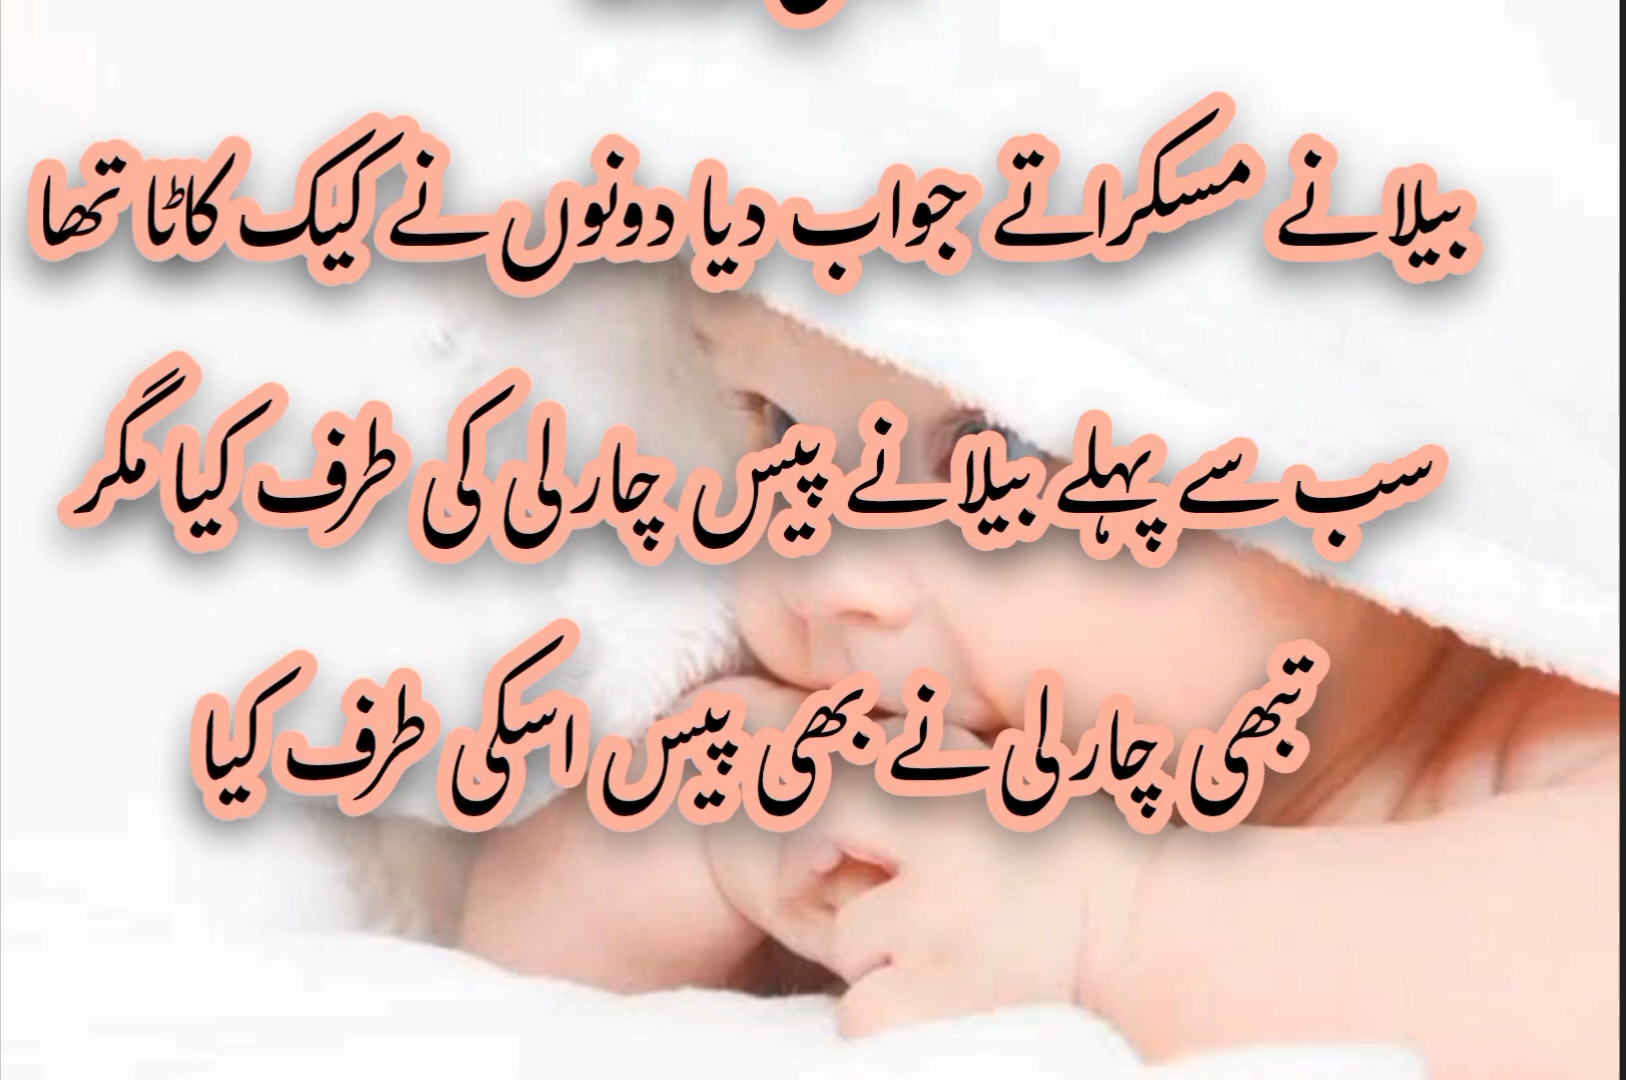 بیلا نے مسکراتے جواب دیا دونوں نے کیک کاٹا تھا
سب سے پہلے بیلا نے پیس چارلی کی طرف کیا مگر
تبھی چارلی نے بھی پیس اسکی طرف کیا